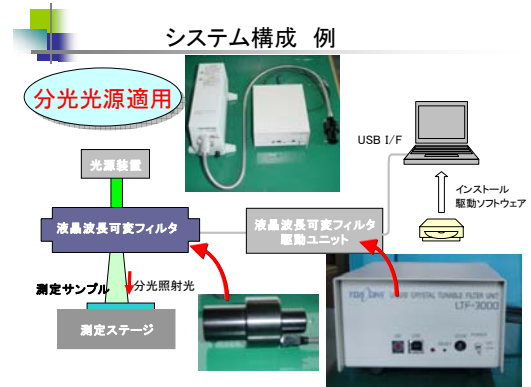 システム構成 例
分光光源適用
USB I/F
光源装置
インストール
駆動ソフトウェア
液晶波長可変フィルタ
液晶波長可変フィルタ
駆動ユニット
測定サンプル
分光照射光
測定ステージ
LIQUID CRYSTAL TUNABLE FILTER UNIT
LTF-3000
POWER